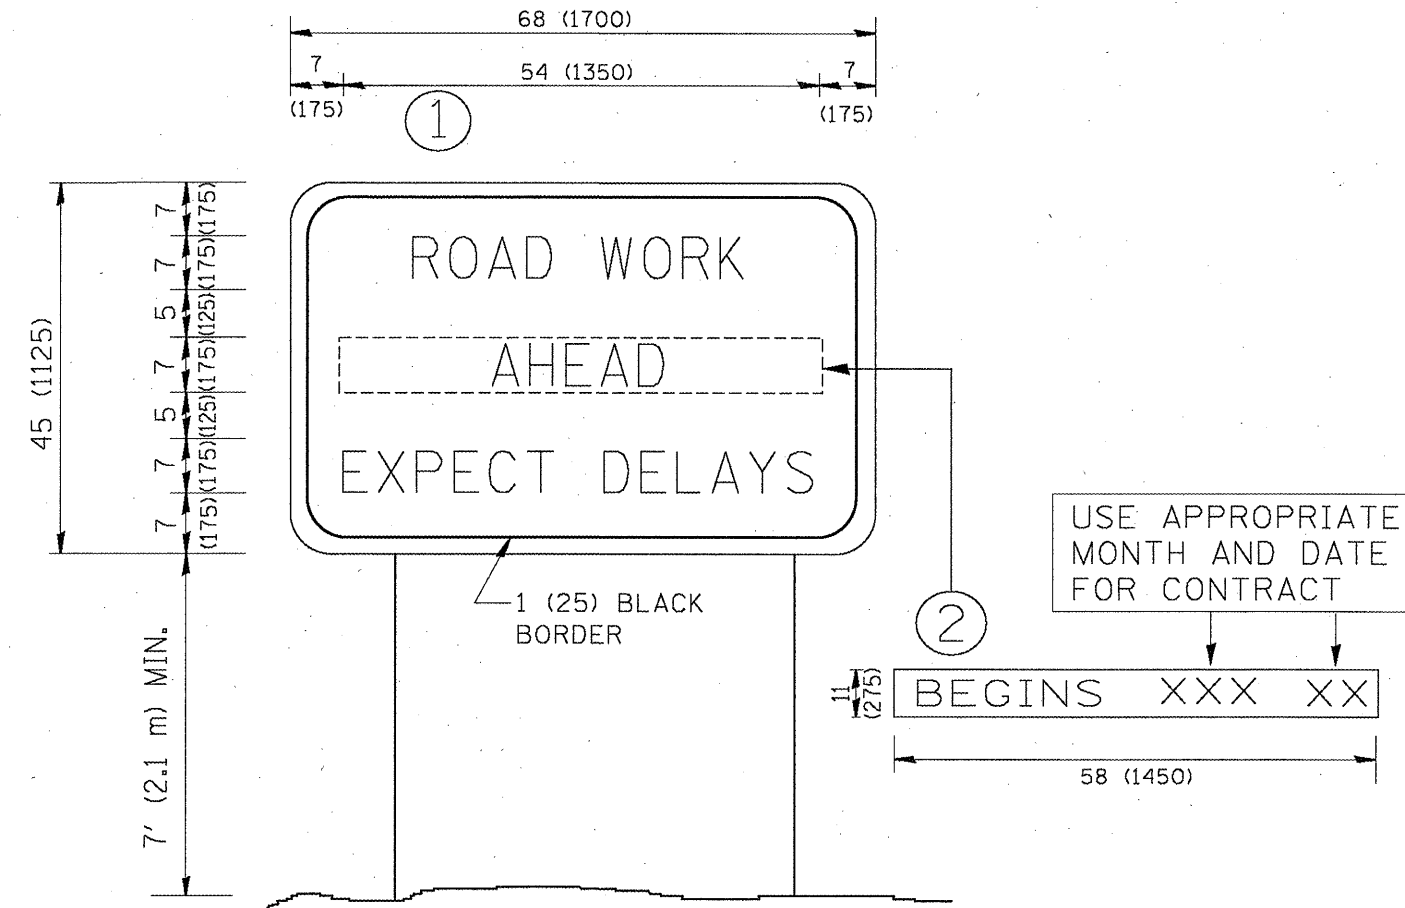 68 (1700)
7 54 (1350) 7
(175) (175)
1
7 (175)
7 (175)
5 (125)
7 (175)
5 (125)
7 (175)
7 (175)
45 (1125)
ROAD WORK
AHEAD
EXPECT DELAYS
1 (25) BLACK
BORDER
7' (2.1 m) MIN.
USE APPROPRIATE
MONTH AND DATE
FOR CONTRACT
2
11
(275)
BEGINS XXX XX
58 (1450)